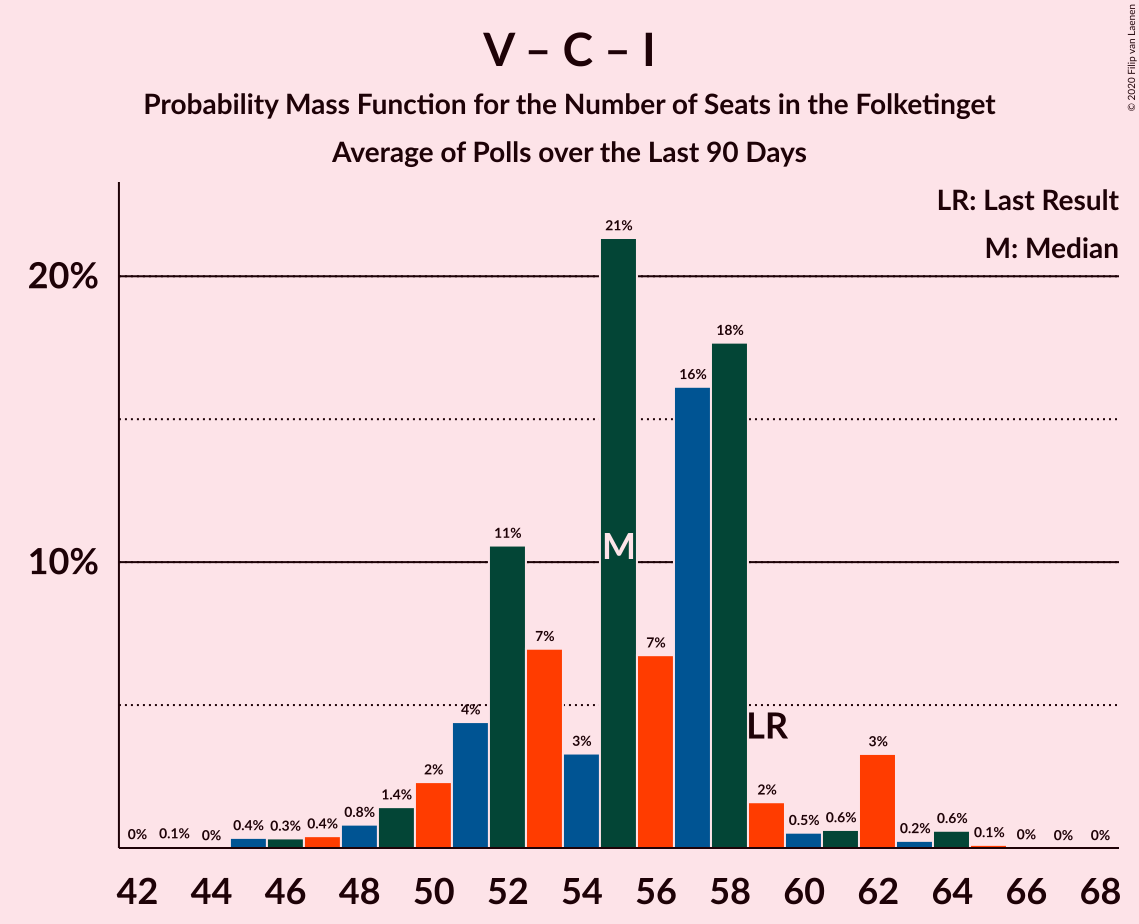 © 2020 Filip van Laenen
V – C – I
Probability Mass Function for the Number of Seats in the Folketinget
Average of Polls over the Last 90 Days
LR: Last Result
M: Median
20%
10%
0% 0.1% 0% 0.4% 0.3% 0.4% 0.8% 1.4% 2% 4% 11% 7% 3% 21% 7% 16% 18% 2% 0.5% 0.6% 3% 0.2% 0.6% 0.1% 0% 0% 0%
M
LR
42 44 46 48 50 52 54 56 58 60 62 64 66 68